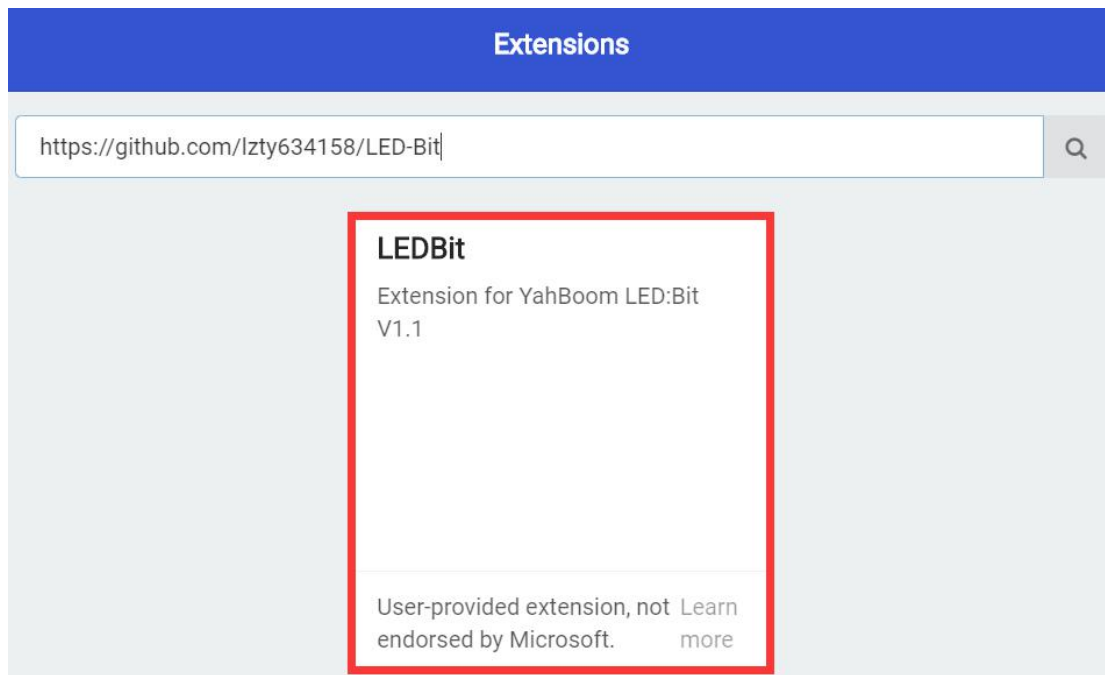 Extensions
https://github.com/lzty634158/LED-Bit
LEDBit
Extension for YahBoom LED:Bit
V1.1
User-provided extension, not Learn
endorsed by Microsoft. more